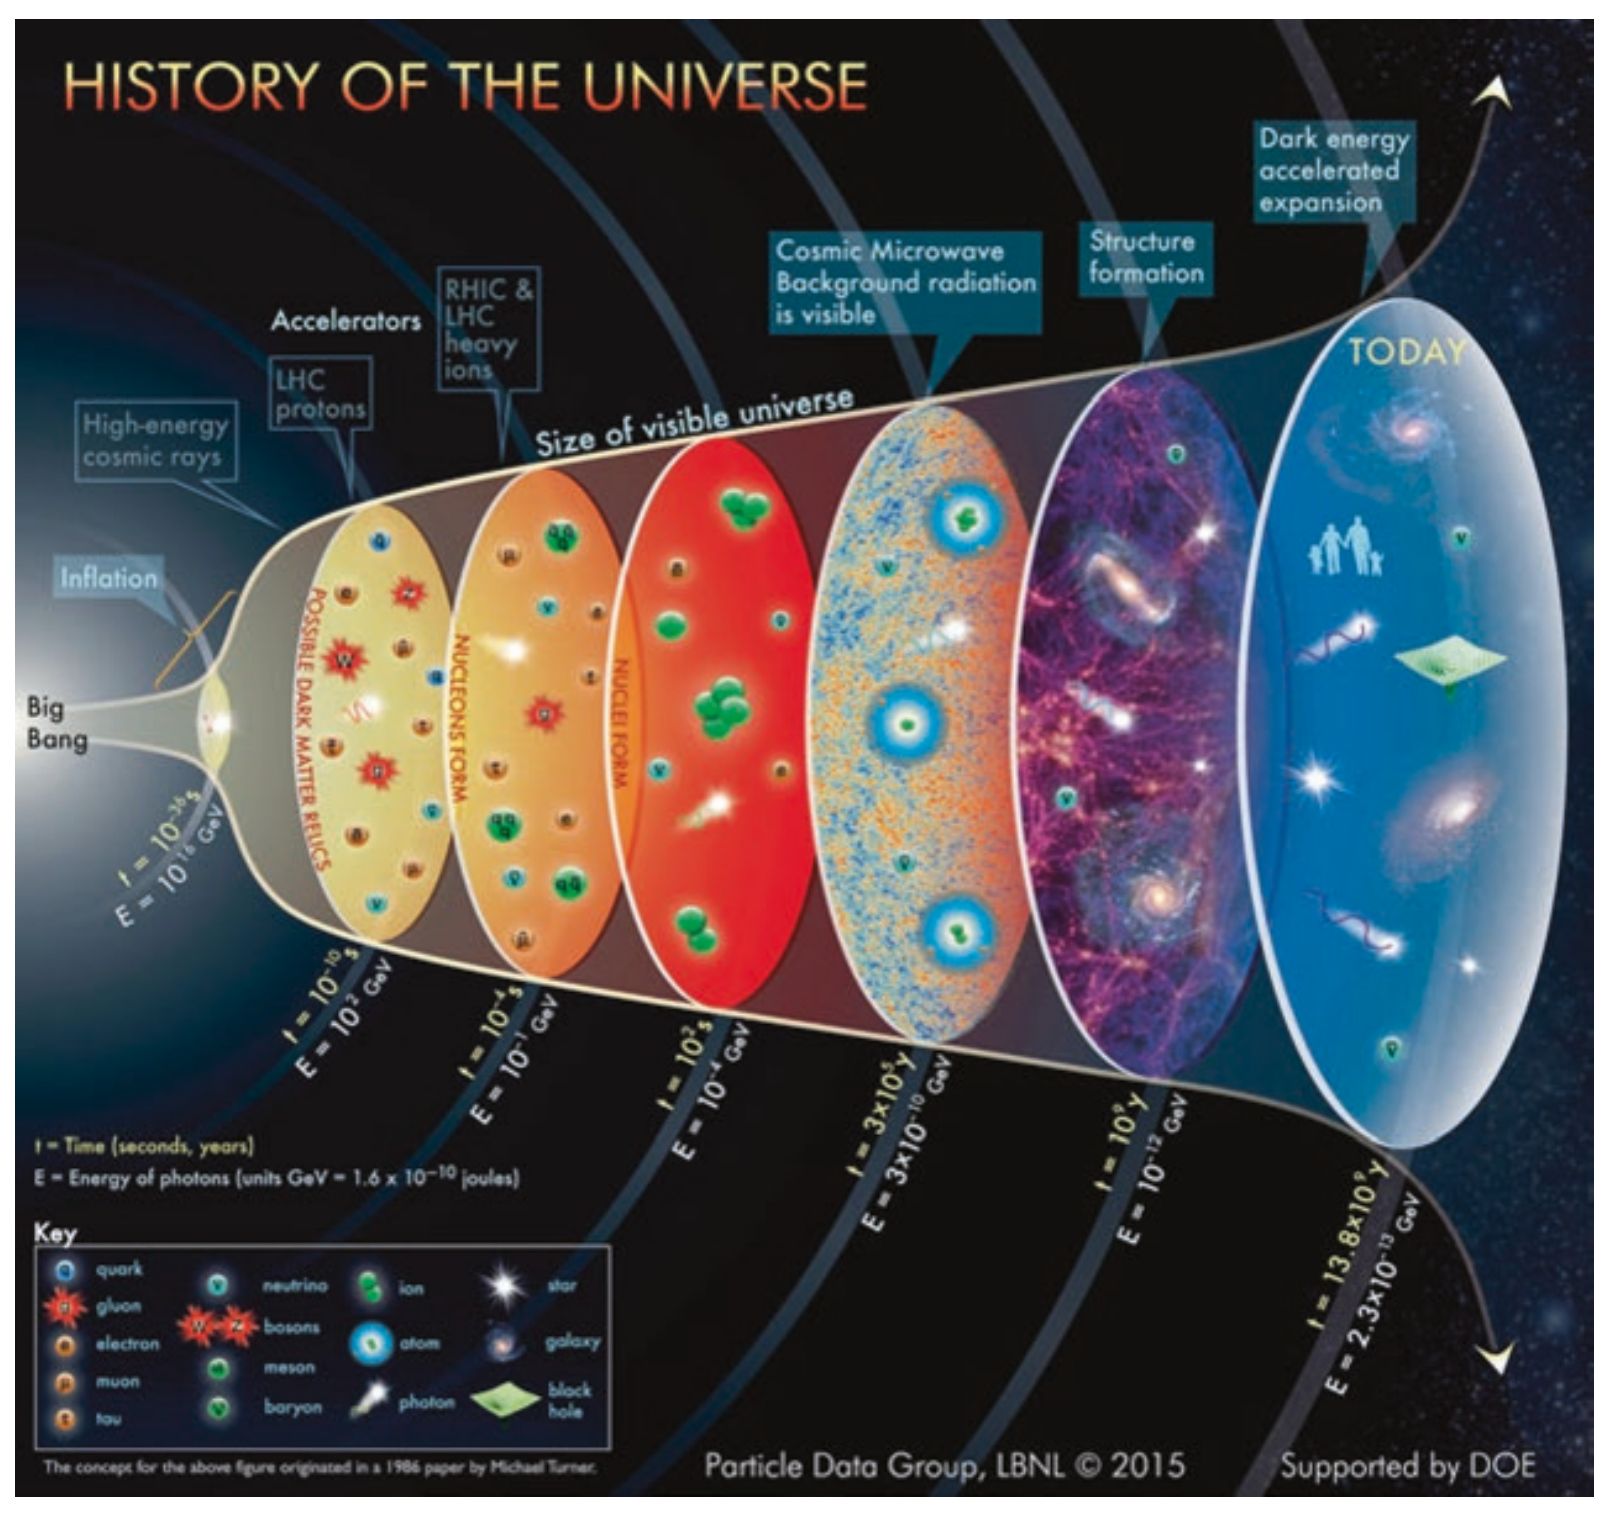 HISTORY OF THE UNIVERSE
Dark energy
accelerated
expansion
Structure
formation
Cosmic Microwave
Background radiation
is visible
RHIC &
LHC
heavy
ions
Accelerators
LHC
protons
High-energy
cosmic rays
Inflation
Size of visible universe
TODAY
Big
Bang
POSSIBLE DARK MATTER RELICS
NUCLEONS FORM
NUCLEI FORM
t = 10⁻³⁶ s
E = 10¹⁶ GeV
t = 10⁻¹⁰ s
E = 10² GeV
t = 10⁻⁴ s
E = 10⁻¹ GeV
t = 10² s
E = 10⁻⁴ GeV
t = 3x10⁵ y
E = 3x10⁻¹⁰ GeV
t = 10⁹ y
E = 10⁻¹² GeV
t = 13.8x10⁹ y
E = 2.3x10⁻¹³ GeV
t = Time (seconds, years)
E = Energy of photons (units GeV = 1.6 x 10⁻¹⁰ joules)
Key
quark
gluon
electron
muon
tau
neutrino
W Z bosons
meson
baryon
ion
atom
photon
star
galaxy
black
hole
The concept for the above figure originated in a 1986 paper by Michael Turner.
Particle Data Group, LBNL © 2015
Supported by DOE